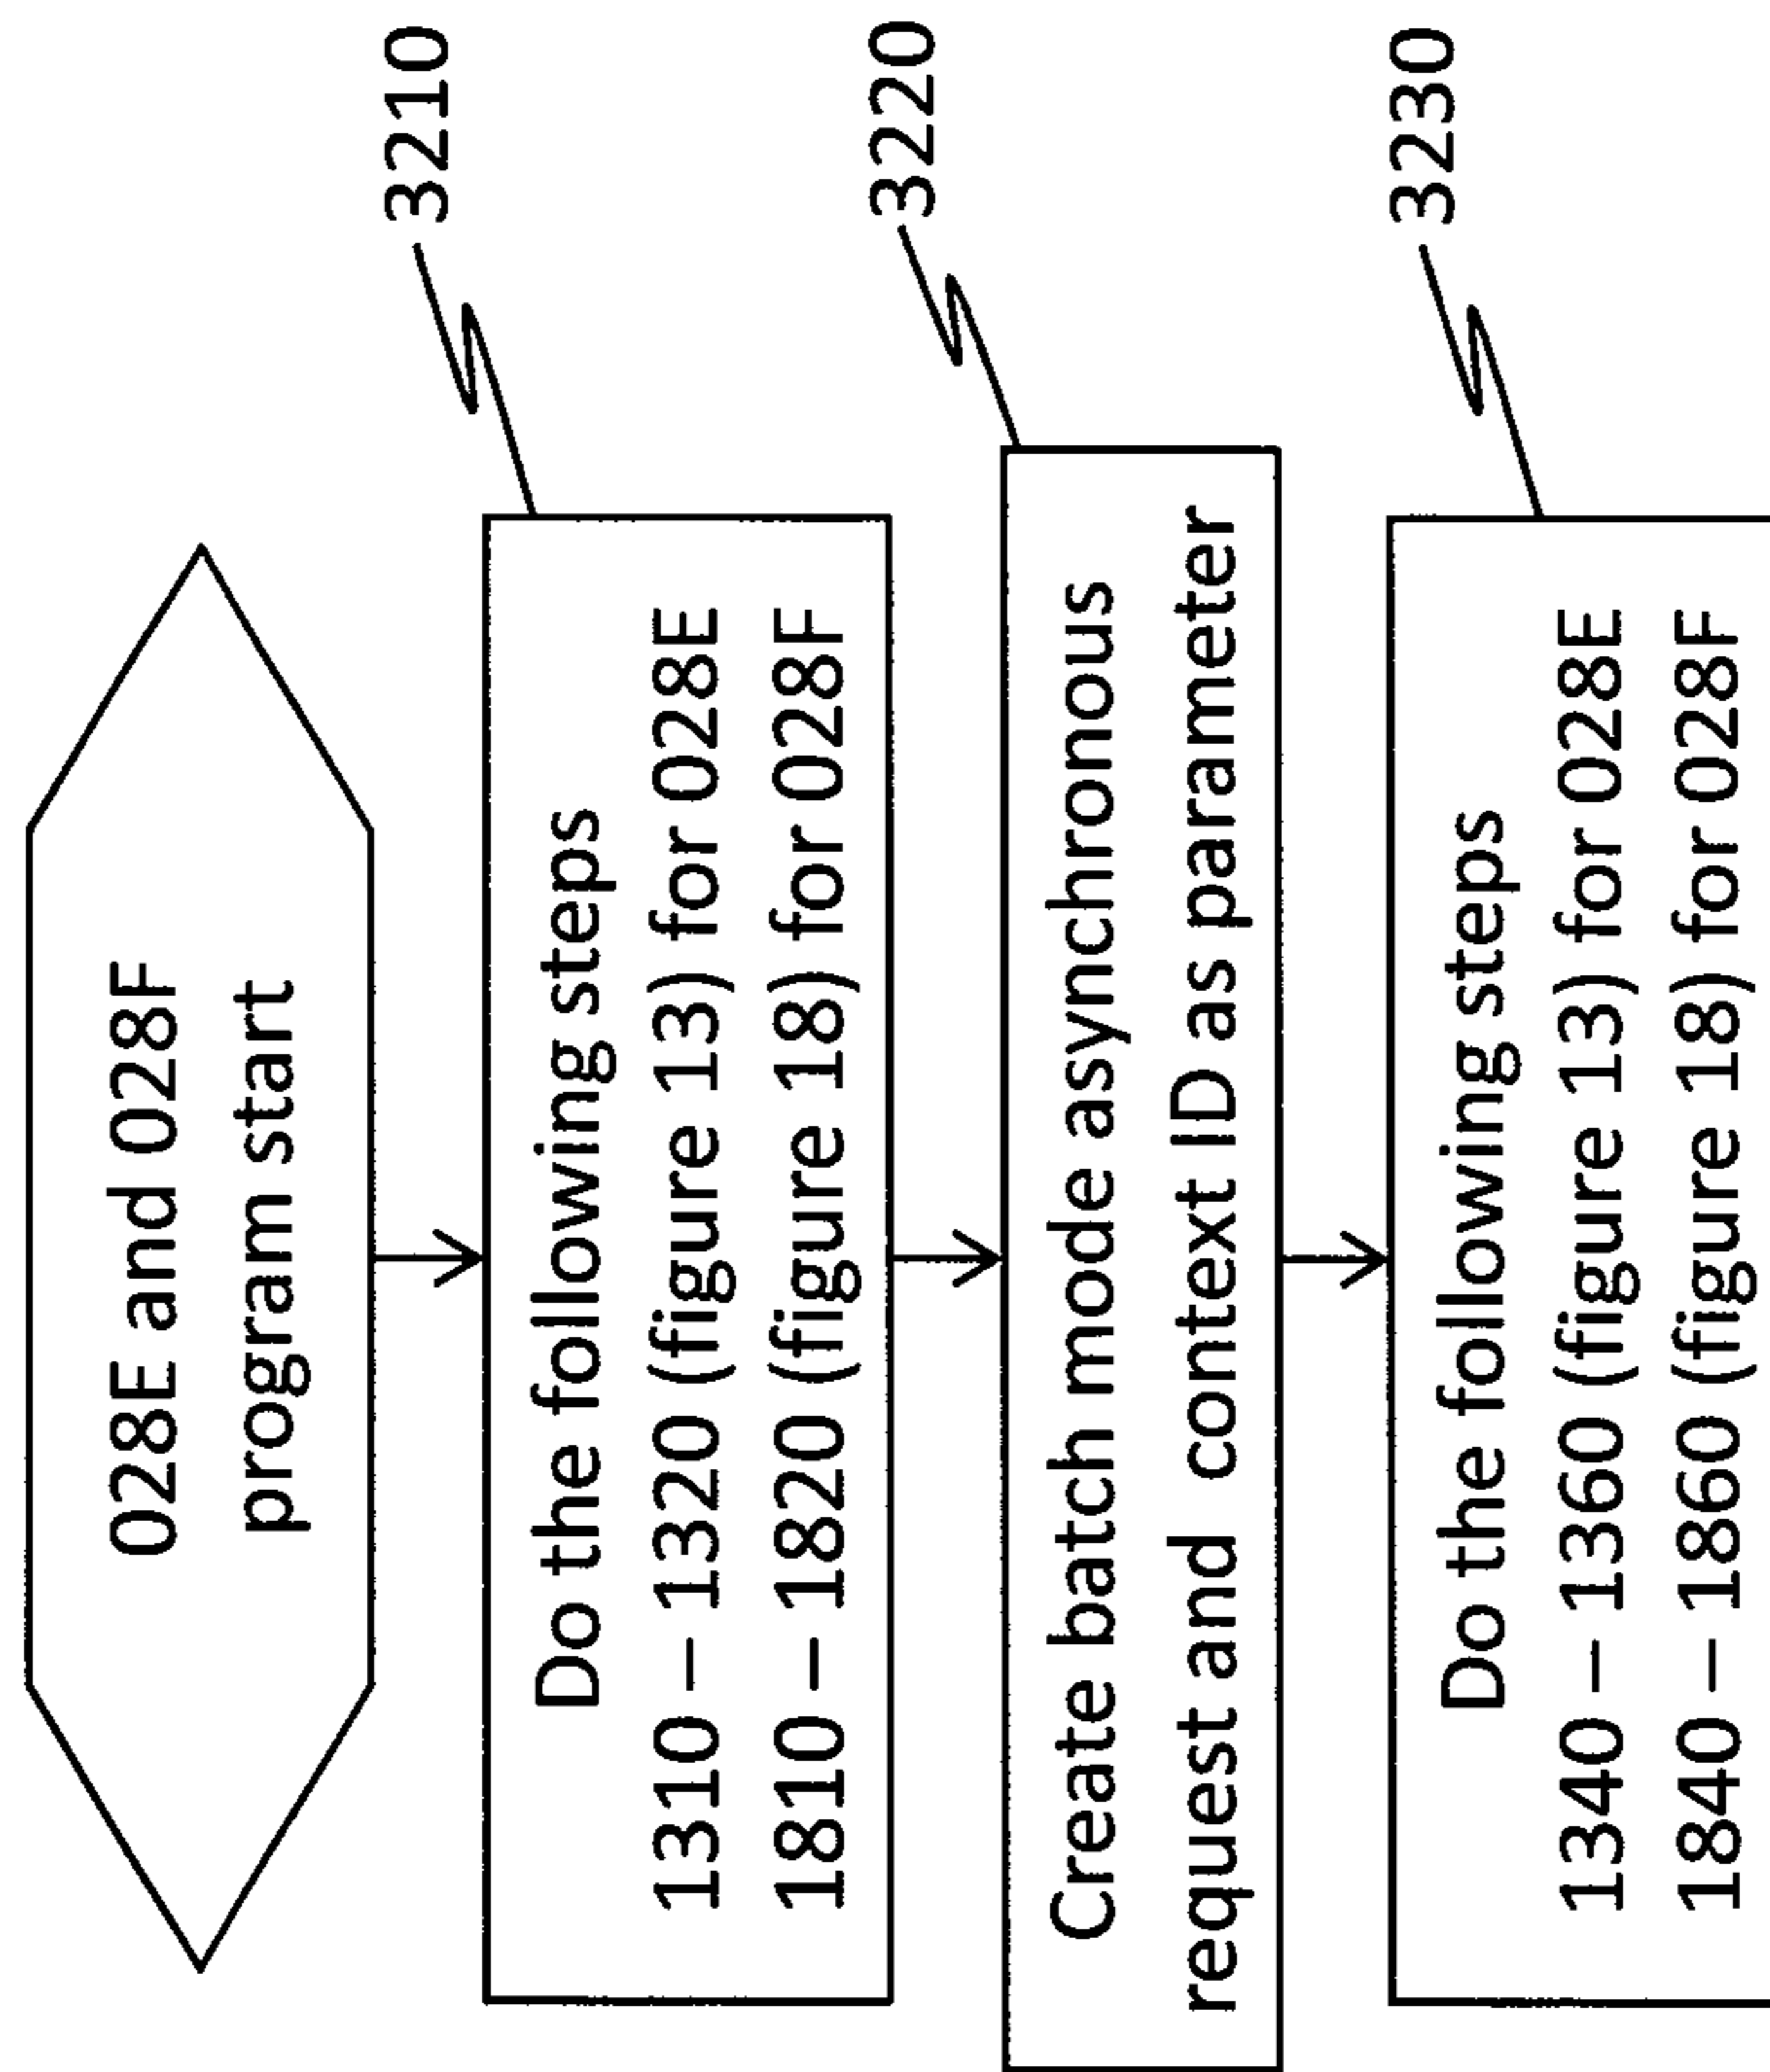 028E and 028F
program start
3210
Do the following steps
1310 – 1320 (figure 13) for 028E
1810 – 1820 (figure 18) for 028F
3220
Create batch mode asynchronous
request and context ID as parameter
3230
Do the following steps
1340 – 1360 (figure 13) for 028E
1840 – 1860 (figure 18) for 028F